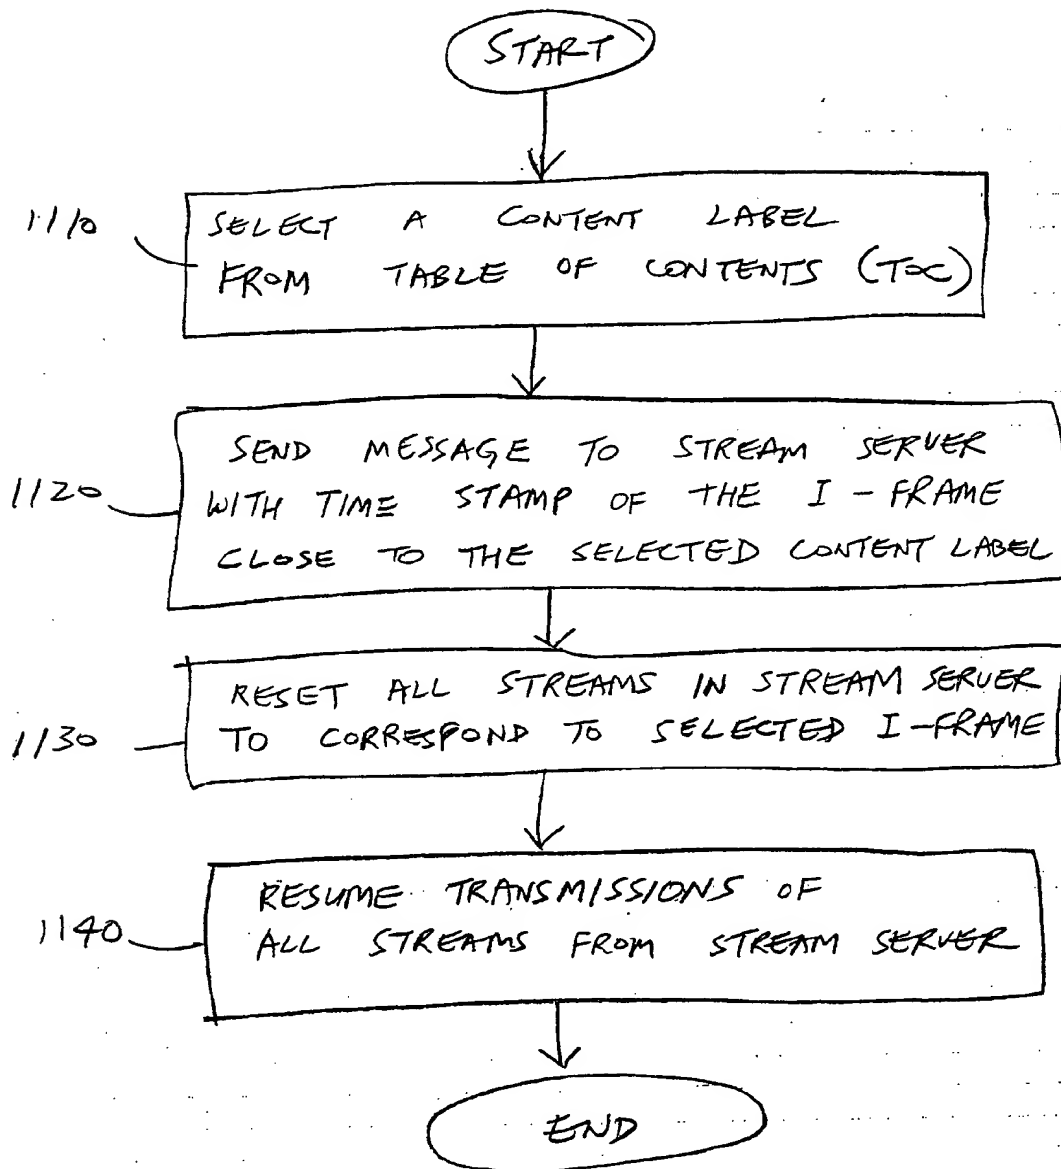 START
1110
SELECT A CONTENT LABEL
FROM TABLE OF CONTENTS (TOC)
1120
SEND MESSAGE TO STREAM SERVER
WITH TIME STAMP OF THE I-FRAME
CLOSE TO THE SELECTED CONTENT LABEL
1130
RESET ALL STREAMS IN STREAM SERVER
TO CORRESPOND TO SELECTED I-FRAME
1140
RESUME TRANSMISSIONS OF
ALL STREAMS FROM STREAM SERVER
END